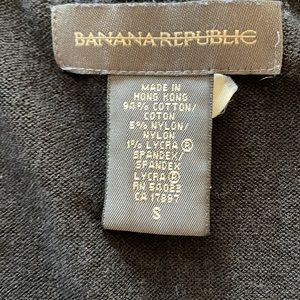 BANANA REPUBLIC
MADE IN
HONG KONG
94% COTTON/
COTON
5% NYLON/
NYLON
1% LYCRA ®
SPANDEX/
SPANDEX
LYCRA ®
RN 54023
CA 17897
S